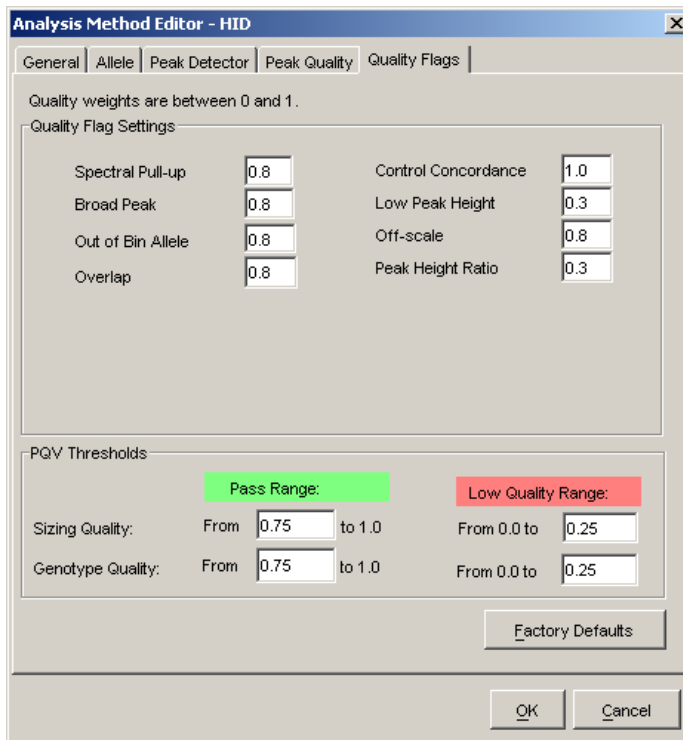 Analysis Method Editor - HID
General Allele Peak Detector Peak Quality Quality Flags
Quality weights are between 0 and 1.
Quality Flag Settings
Spectral Pull-up 0.8 Control Concordance 1.0
Broad Peak 0.8 Low Peak Height 0.3
Out of Bin Allele 0.8 Off-scale 0.8
Overlap 0.8 Peak Height Ratio 0.3
PQV Thresholds
Pass Range: Low Quality Range:
Sizing Quality: From 0.75 to 1.0 From 0.0 to 0.25
Genotype Quality: From 0.75 to 1.0 From 0.0 to 0.25
Factory Defaults
OK Cancel